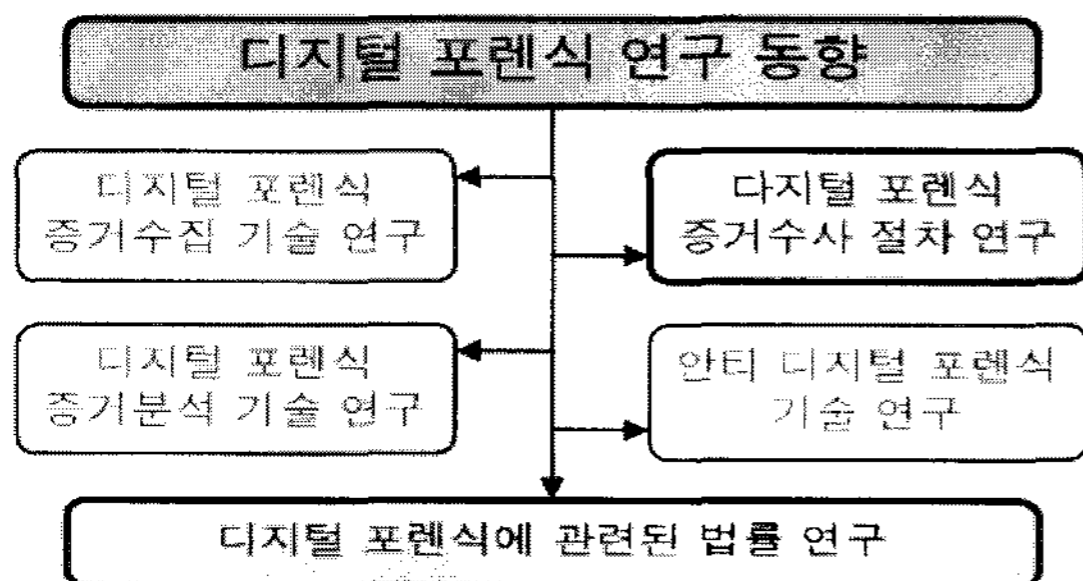 디지털 포렌식 연구 동향
디지털 포렌식
증거수집 기술 연구
디지털 포렌식
증거수사 절차 연구
디지털 포렌식
증거분석 기술 연구
안티 디지털 포렌식
기술 연구
디지털 포렌식에 관련된 법률 연구